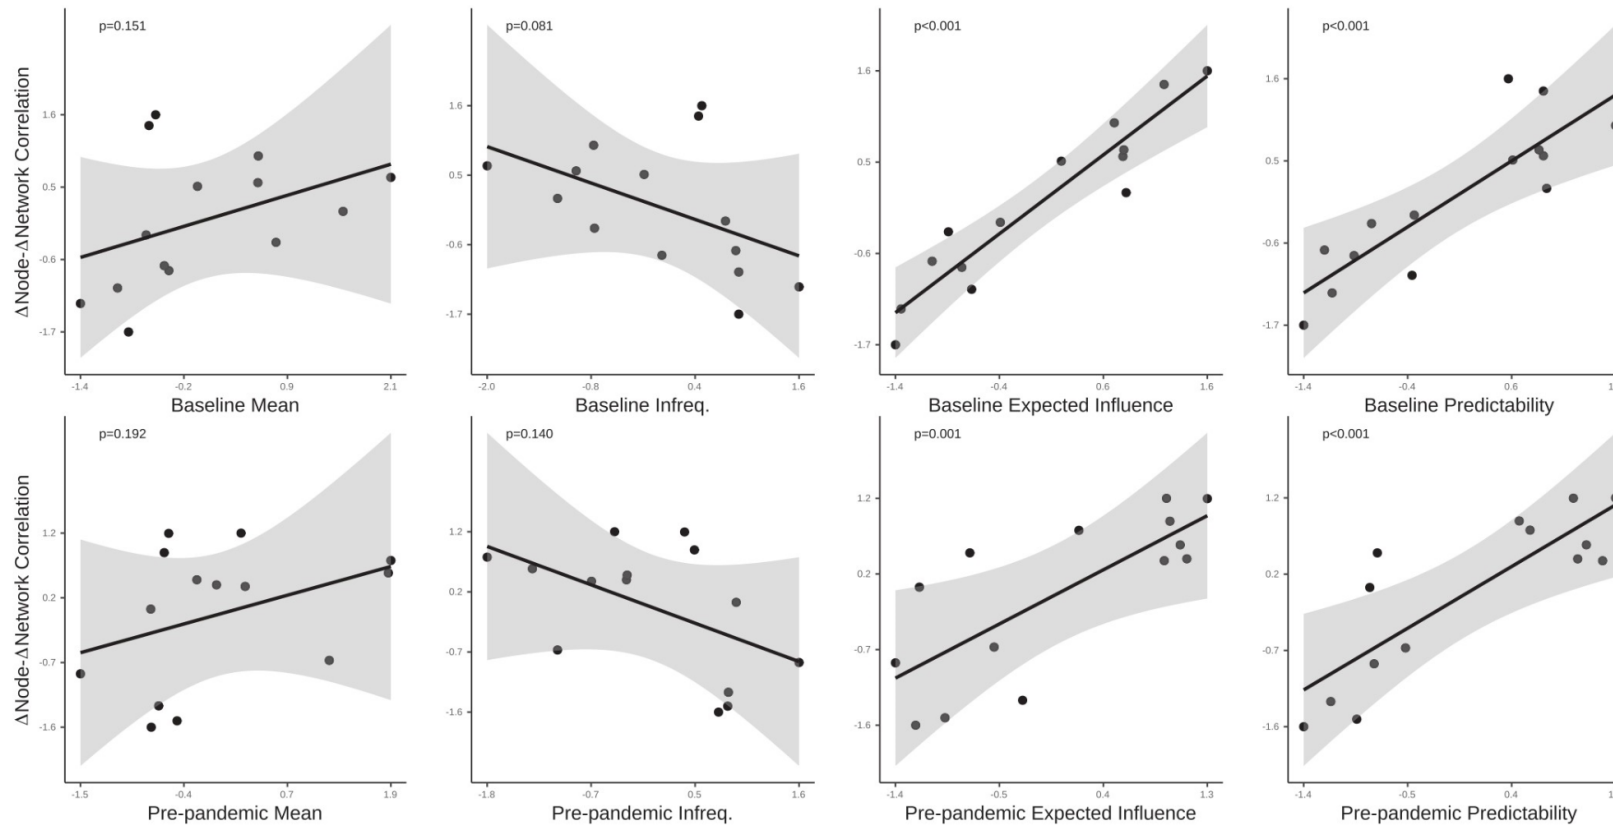 p=0.151
p=0.081
p<0.001
p<0.001
ΔNode-ΔNetwork Correlation
1.6
0.5
-0.6
-1.7
1.6
0.5
-0.6
-1.7
1.6
0.5
-0.6
-1.7
1.6
0.5
-0.6
-1.7
-1.4 -0.2 0.9 2.1
-2.0 -0.8 0.4 1.6
-1.4 -0.4 0.6 1.6
-1.4 -0.4 0.6
Baseline Mean
Baseline Infreq.
Baseline Expected Influence
Baseline Predictability
p=0.192
p=0.140
p=0.001
p<0.001
ΔNode-ΔNetwork Correlation
1.2
0.2
-0.7
-1.6
1.2
0.2
-0.7
-1.6
1.2
0.2
-0.7
-1.6
1.2
0.2
-0.7
-1.6
-1.5 -0.4 0.7 1.9
-1.8 -0.7 0.5 1.6
-1.4 -0.5 0.4 1.3
-1.4 -0.5 0.4
Pre-pandemic Mean
Pre-pandemic Infreq.
Pre-pandemic Expected Influence
Pre-pandemic Predictability